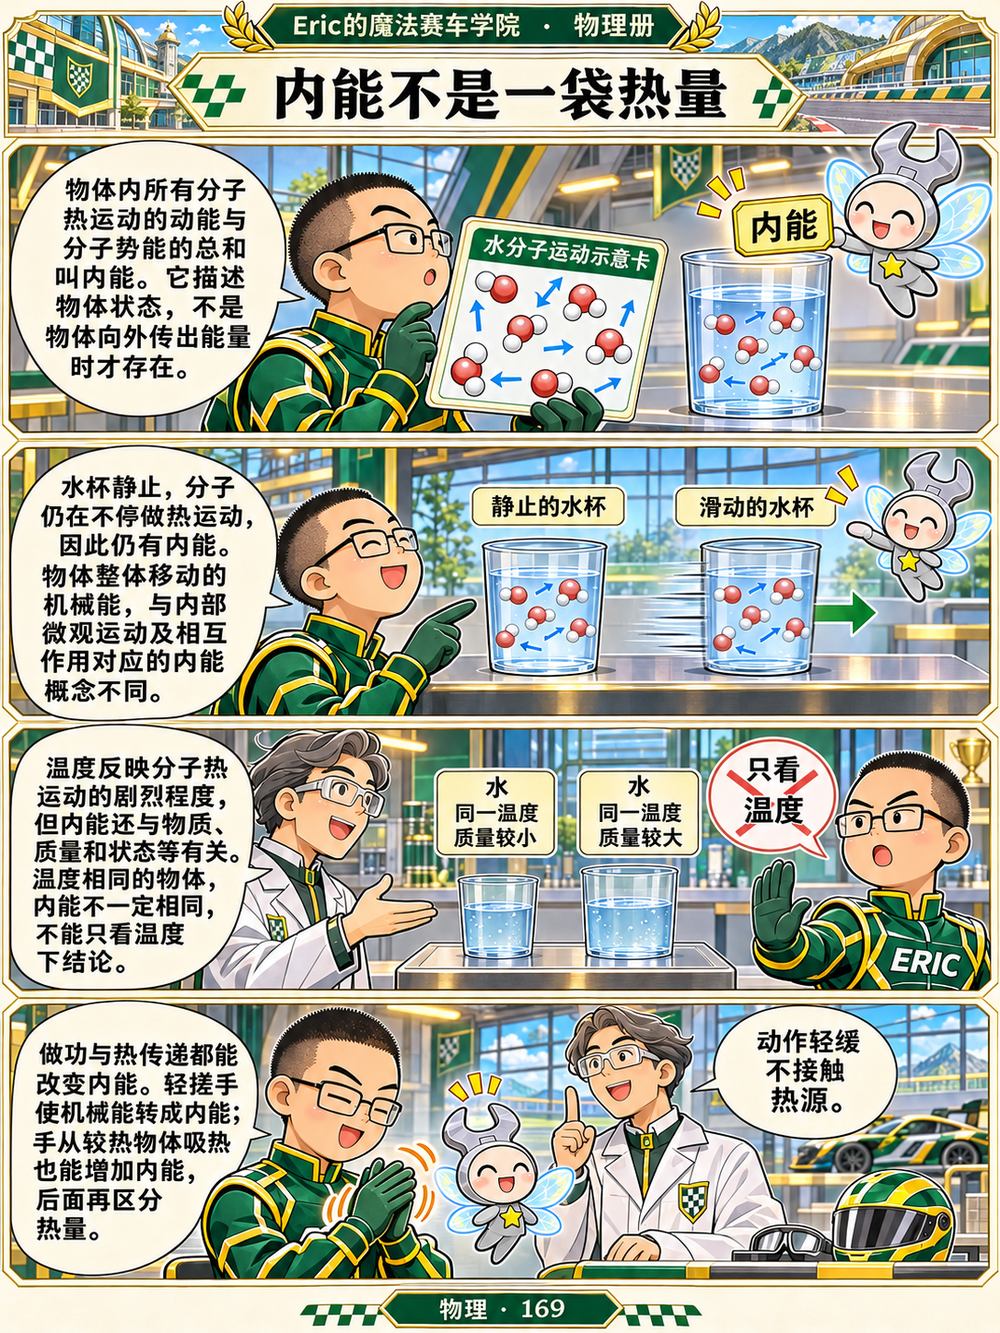 Eric的魔法赛车学院 · 物理册
内能不是一袋热量
物体内所有分子
热运动的动能与
分子势能的总和
叫内能。它描述
物体状态，不是
物体向外传出能量
时才存在。
水分子运动示意卡
内能
水杯静止，分子
仍在不停做热运动，
因此仍有内能。
物体整体移动的
机械能，与内部
微观运动及相互
作用对应的内能
概念不同。
静止的水杯
滑动的水杯
温度反映分子热
运动的剧烈程度，
但内能还与物质、
质量和状态等有关。
温度相同的物体，
内能不一定相同，
不能只看温度
下结论。
水
同一温度
质量较小
水
同一温度
质量较大
只看
温度
ERIC
做功与热传递都能
改变内能。轻搓手
使机械能转成内能；
手从较热物体吸热
也能增加内能，
后面再区分
热量。
动作轻缓
不接触
热源。
物理 · 169